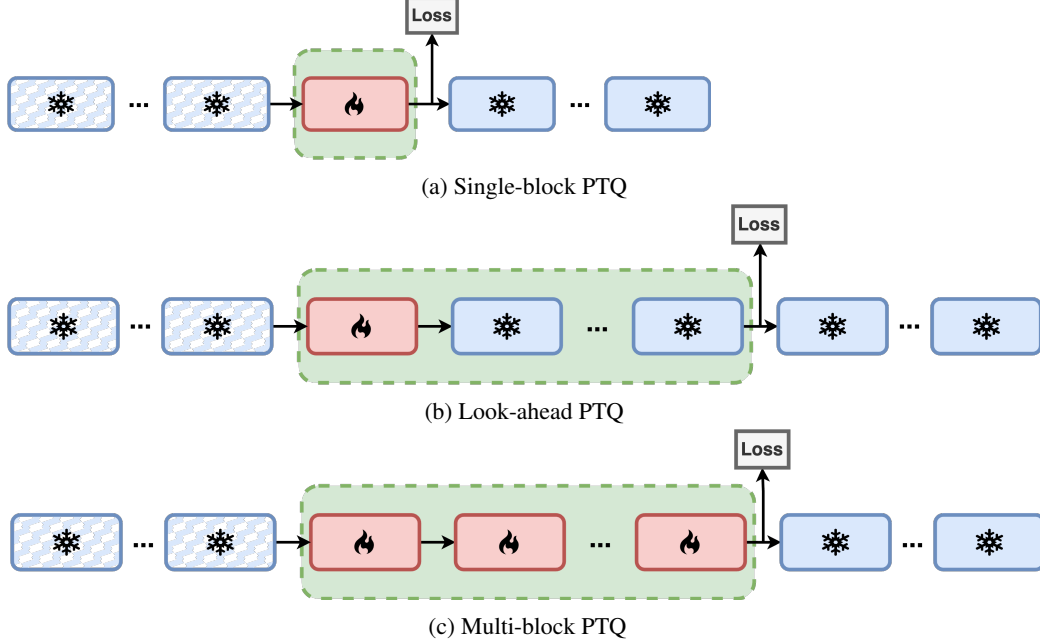 Loss
...
...
(a) Single-block PTQ
Loss
...
...
...
(b) Look-ahead PTQ
Loss
...
...
...
(c) Multi-block PTQ